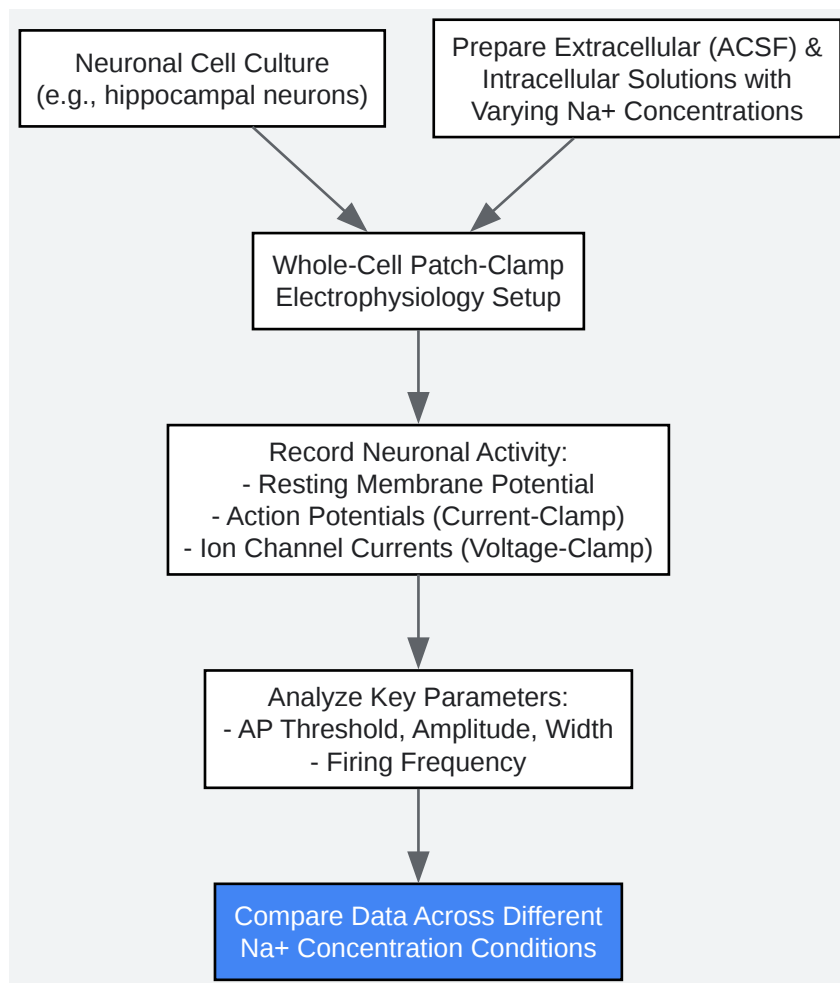 Neuronal Cell Culture
(e.g., hippocampal neurons)
Prepare Extracellular (ACSF) &
Intracellular Solutions with
Varying Na+ Concentrations
Whole-Cell Patch-Clamp
Electrophysiology Setup
Record Neuronal Activity:
- Resting Membrane Potential
- Action Potentials (Current-Clamp)
- Ion Channel Currents (Voltage-Clamp)
Analyze Key Parameters:
- AP Threshold, Amplitude, Width
- Firing Frequency
Compare Data Across Different
Na+ Concentration Conditions